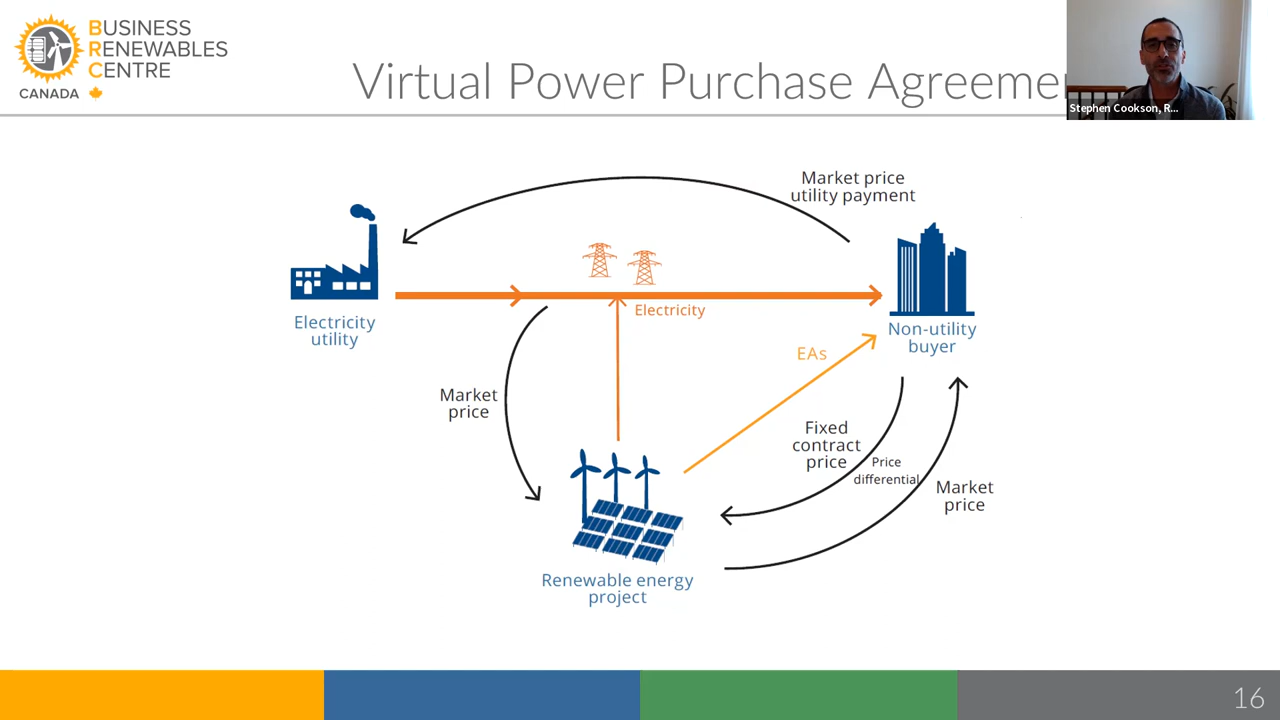 BUSINESS
RENEWABLES
CENTRE
CANADA
Virtual Power Purchase Agreeme
Stephen Cookson, R...
Market price
utility payment
Electricity
utility
Electricity
Non-utility
buyer
EAs
Market
price
Fixed
contract
price
Price
differential
Market
price
Renewable energy
project
16